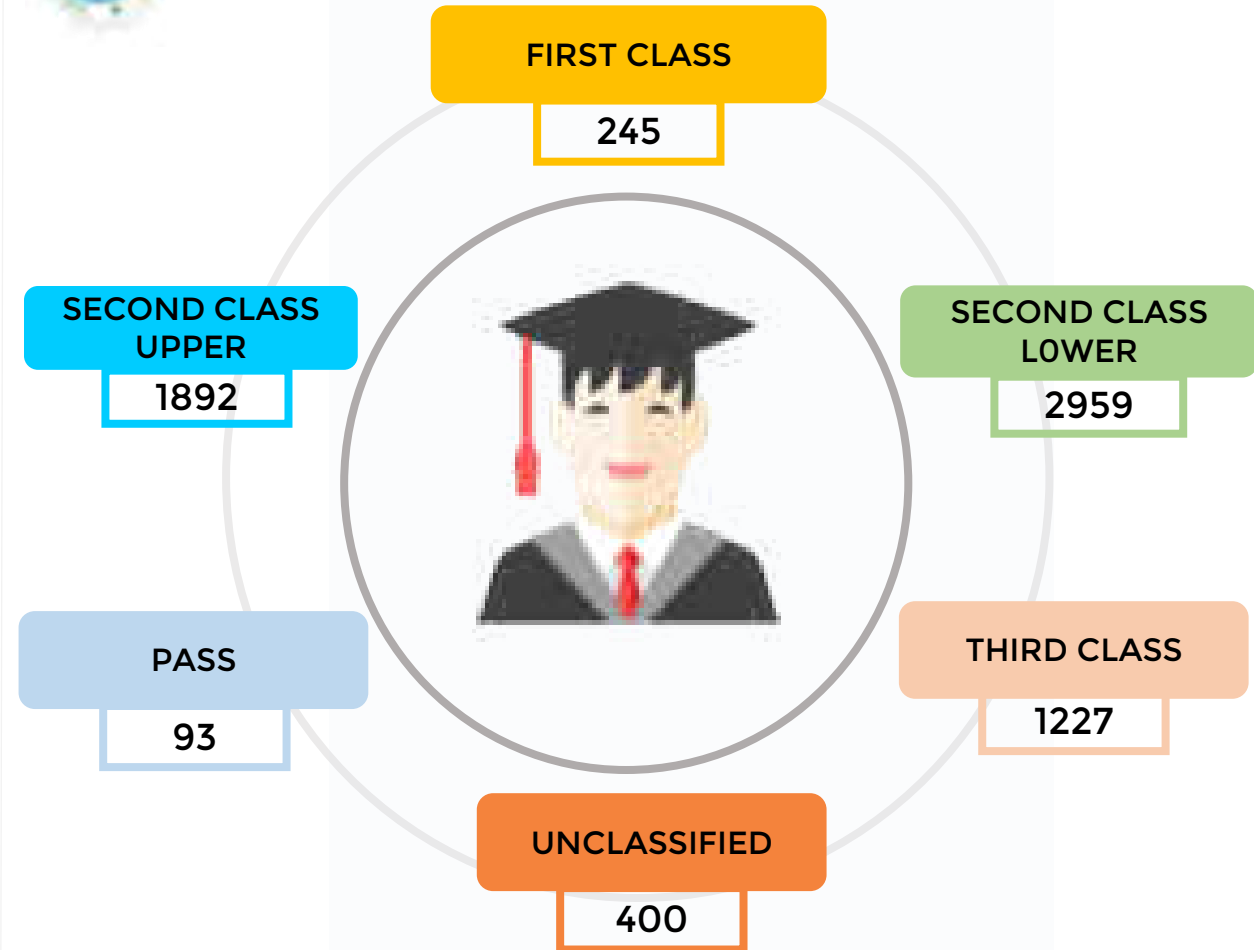 FIRST CLASS
245
SECOND CLASS
UPPER
1892
SECOND CLASS
L0WER
2959
PASS
93
THIRD CLASS
1227
UNCLASSIFIED
400